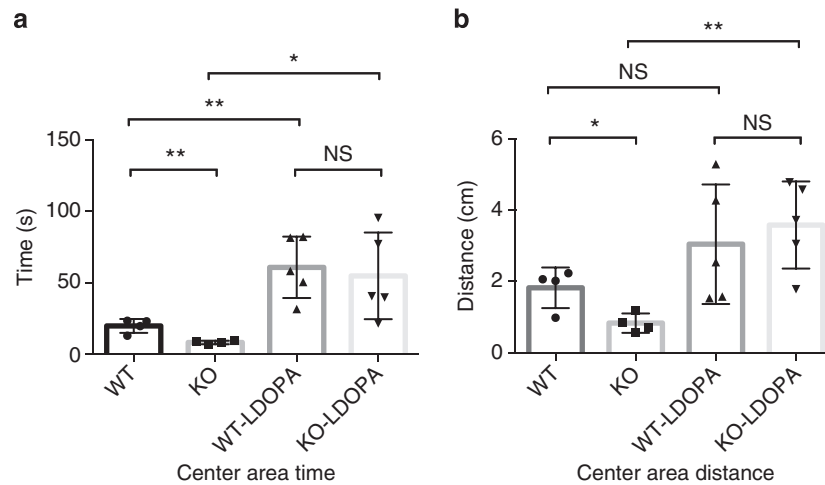 a
*
**
**
NS
150
100
50
0
Time (s)
WT
KO
WT-LDOPA
KO-LDOPA
Center area time
b
**
NS
*
NS
6
4
2
0
Distance (cm)
WT
KO
WT-LDOPA
KO-LDOPA
Center area distance